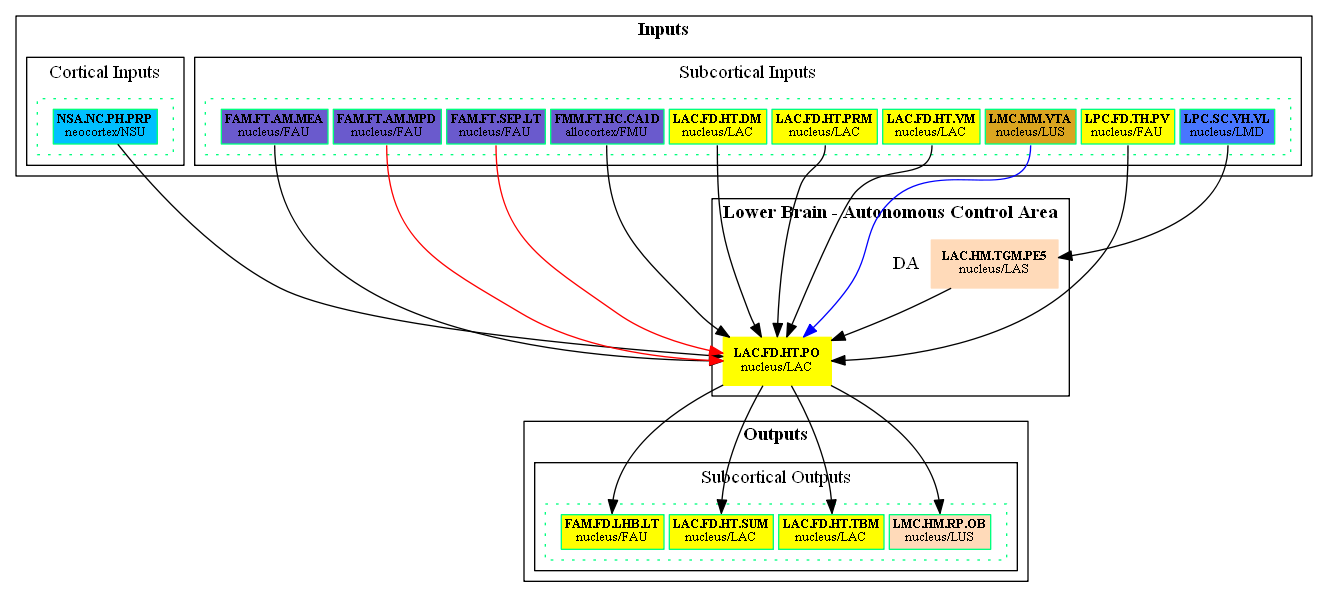 Inputs
Cortical Inputs
Subcortical Inputs
NSA.NC.PH.PRP
neocortex/NSU
FAM.FT.AM.MEA
nucleus/FAU
FAM.FT.AM.MPD
nucleus/FAU
FAM.FT.SEP.LT
nucleus/FAU
FMM.FT.HC.CA1D
allocortex/FMU
LAC.FD.HT.DM
nucleus/LAC
LAC.FD.HT.PRM
nucleus/LAC
LAC.FD.HT.VM
nucleus/LAC
LMC.MM.VTA
nucleus/LUS
LPC.FD.TH.PV
nucleus/FAU
LPC.SC.VH.VL
nucleus/LMD
Lower Brain - Autonomous Control Area
DA
LAC.HM.TGM.PE5
nucleus/LAS
LAC.FD.HT.PO
nucleus/LAC
Outputs
Subcortical Outputs
FAM.FD.LHB.LT
nucleus/FAU
LAC.FD.HT.SUM
nucleus/LAC
LAC.FD.HT.TBM
nucleus/LAC
LMC.HM.RP.OB
nucleus/LUS